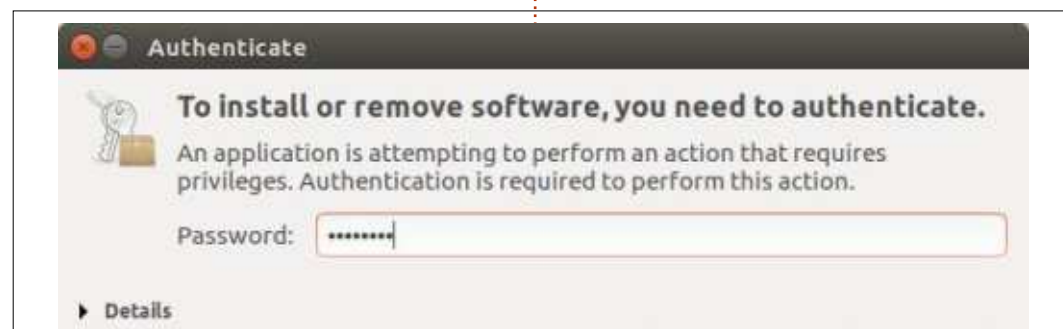 Authenticate
To install or remove software, you need to authenticate.
An application is attempting to perform an action that requires
privileges. Authentication is required to perform this action.
Password: ••••••••
Details